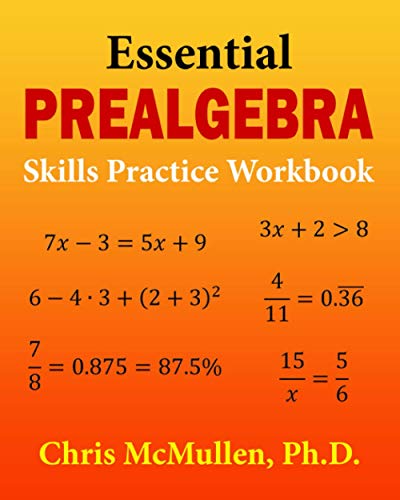 Essential
PREALGEBRA
Skills Practice Workbook
7x − 3 = 5x + 9
3x + 2 > 8
6 − 4 · 3 + (2 + 3)²
4/11 = 0.3̅6̅
7/8 = 0.875 = 87.5%
15/x = 5/6
Chris McMullen, Ph.D.